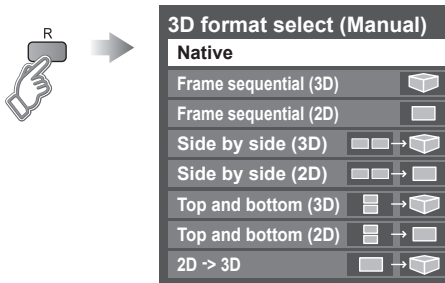 R
3D format select (Manual)
Native
Frame sequential (3D)
Frame sequential (2D)
Side by side (3D)
Side by side (2D)
Top and bottom (3D)
Top and bottom (2D)
2D -> 3D